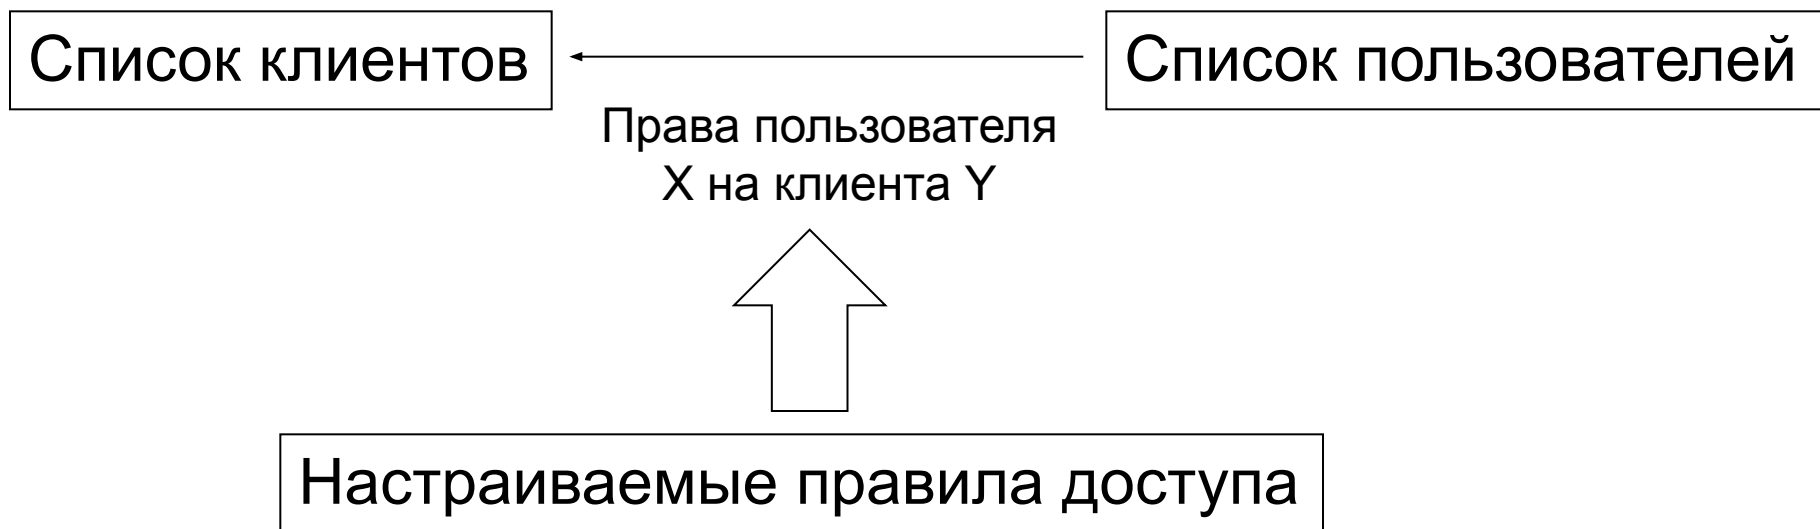 Список клиентов
Список пользователей
Права пользователя
X на клиента Y
Настраиваемые правила доступа